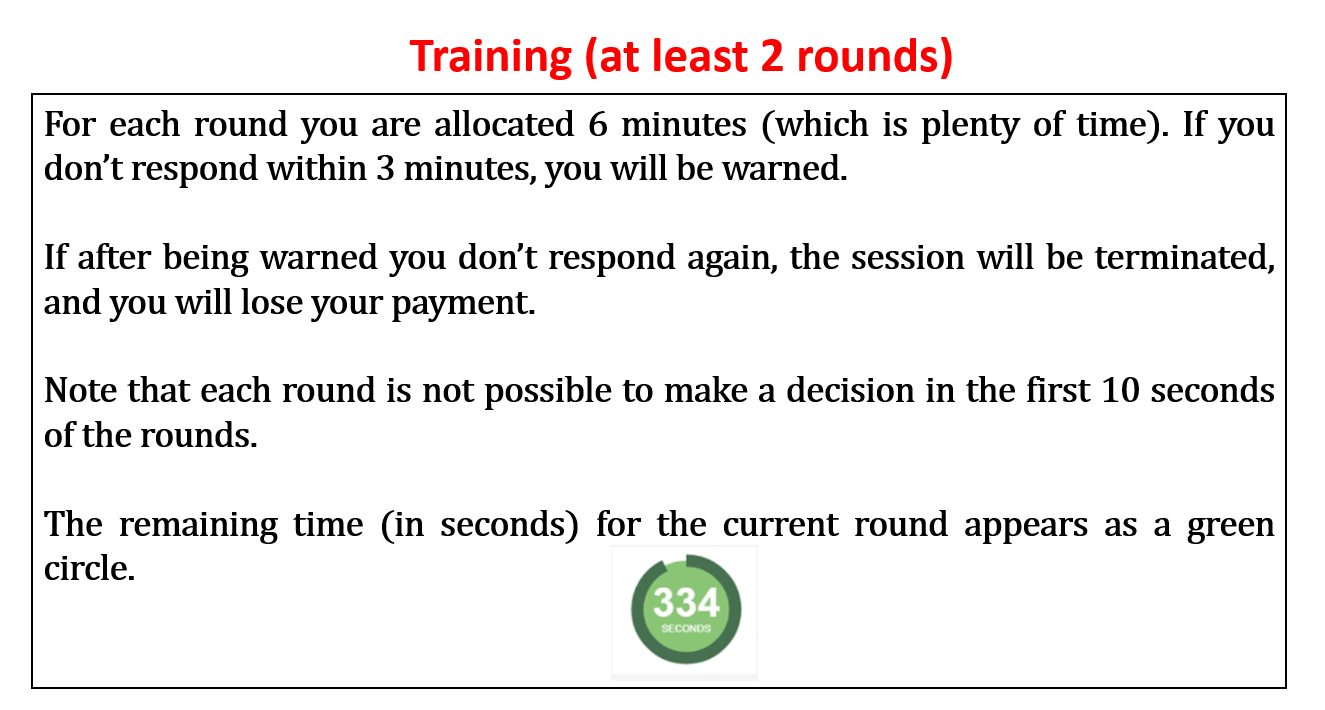 Training (at least 2 rounds)
For each round you are allocated 6 minutes (which is plenty of time). If you
don’t respond within 3 minutes, you will be warned.
If after being warned you don’t respond again, the session will be terminated,
and you will lose your payment.
Note that each round is not possible to make a decision in the first 10 seconds
of the rounds.
The remaining time (in seconds) for the current round appears as a green
circle.
334
SECONDS